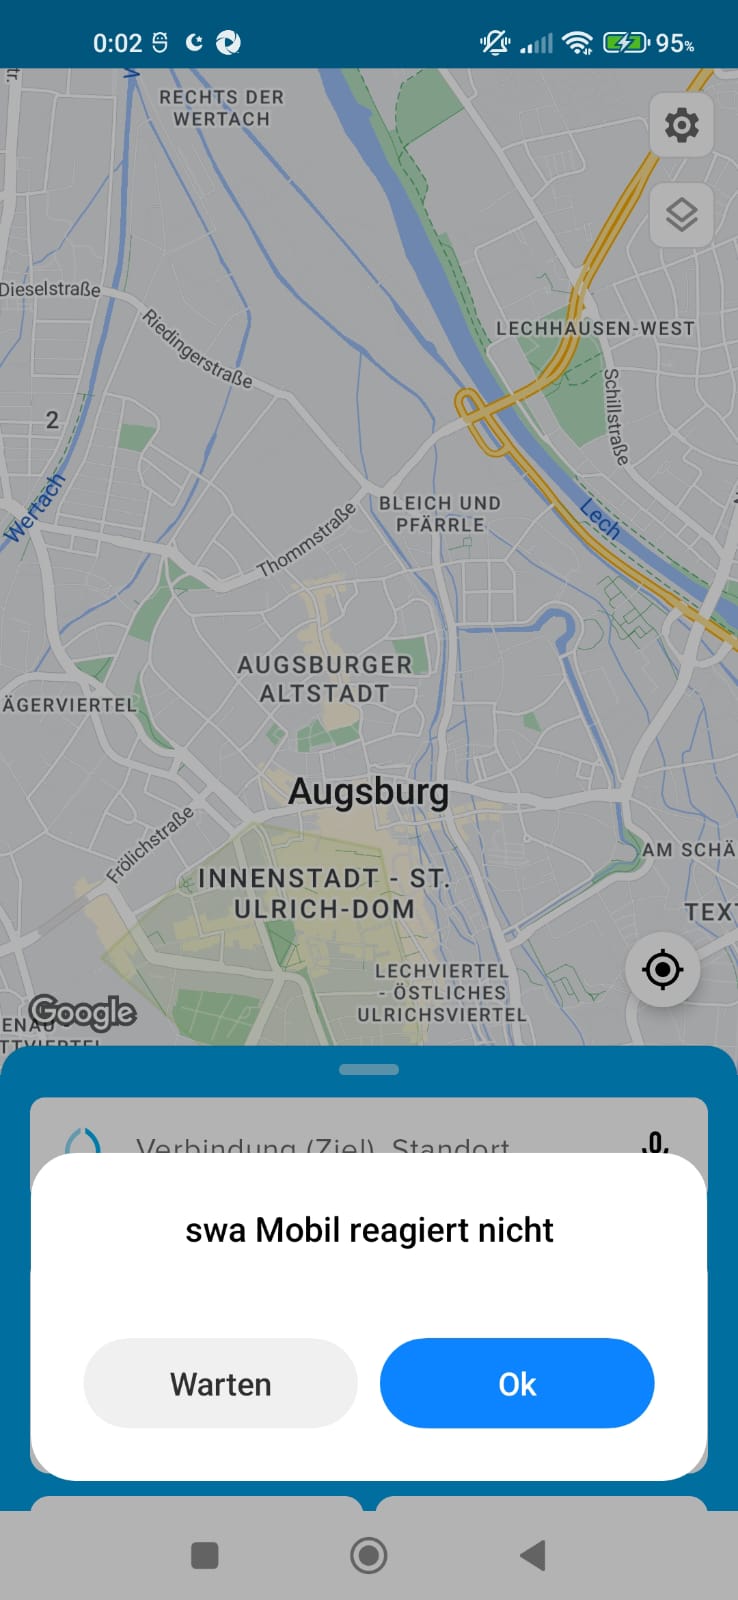 0:02
95%
tr.
W
RECHTS DER
WERTACH
Dieselstraße
Riedingerstraße
LECHHAUSEN-WEST
Schillstraße
2
Wertach
BLEICH UND
PFÄRRLE
Lech
Thommstraße
AUGSBURGER
ALTSTADT
ÄGERVIERTEL
Augsburg
Frölichstraße
AM SCHÄ
INNENSTADT - ST.
ULRICH-DOM
TEXT
LECHVIERTEL
- ÖSTLICHES
ULRICHSVIERTEL
Google
ENAU -
TTVIERTEL
Verbindung (Ziel), Standort
swa Mobil reagiert nicht
Warten
Ok